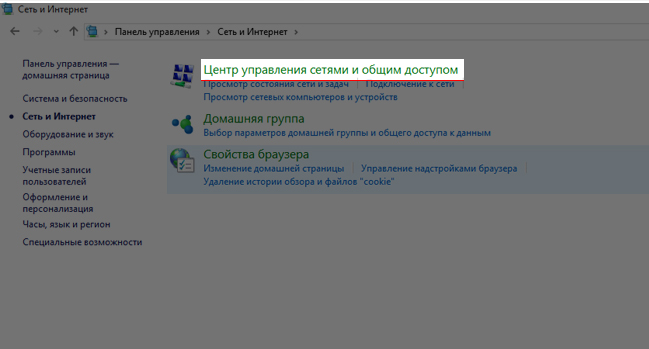 Сеть и Интернет
Панель управления › Сеть и Интернет ›
Панель управления —
домашняя страница
Система и безопасность
Сеть и Интернет
Оборудование и звук
Программы
Учетные записи
пользователей
Оформление и
персонализация
Часы, язык и регион
Специальные возможности
Центр управления сетями и общим доступом
Просмотр состояния сети и задач | Подключение к сети
Просмотр сетевых компьютеров и устройств
Домашняя группа
Выбор параметров домашней группы и общего доступа к данным
Свойства браузера
Изменение домашней страницы | Управление надстройками браузера
Удаление истории обзора и файлов "cookie"